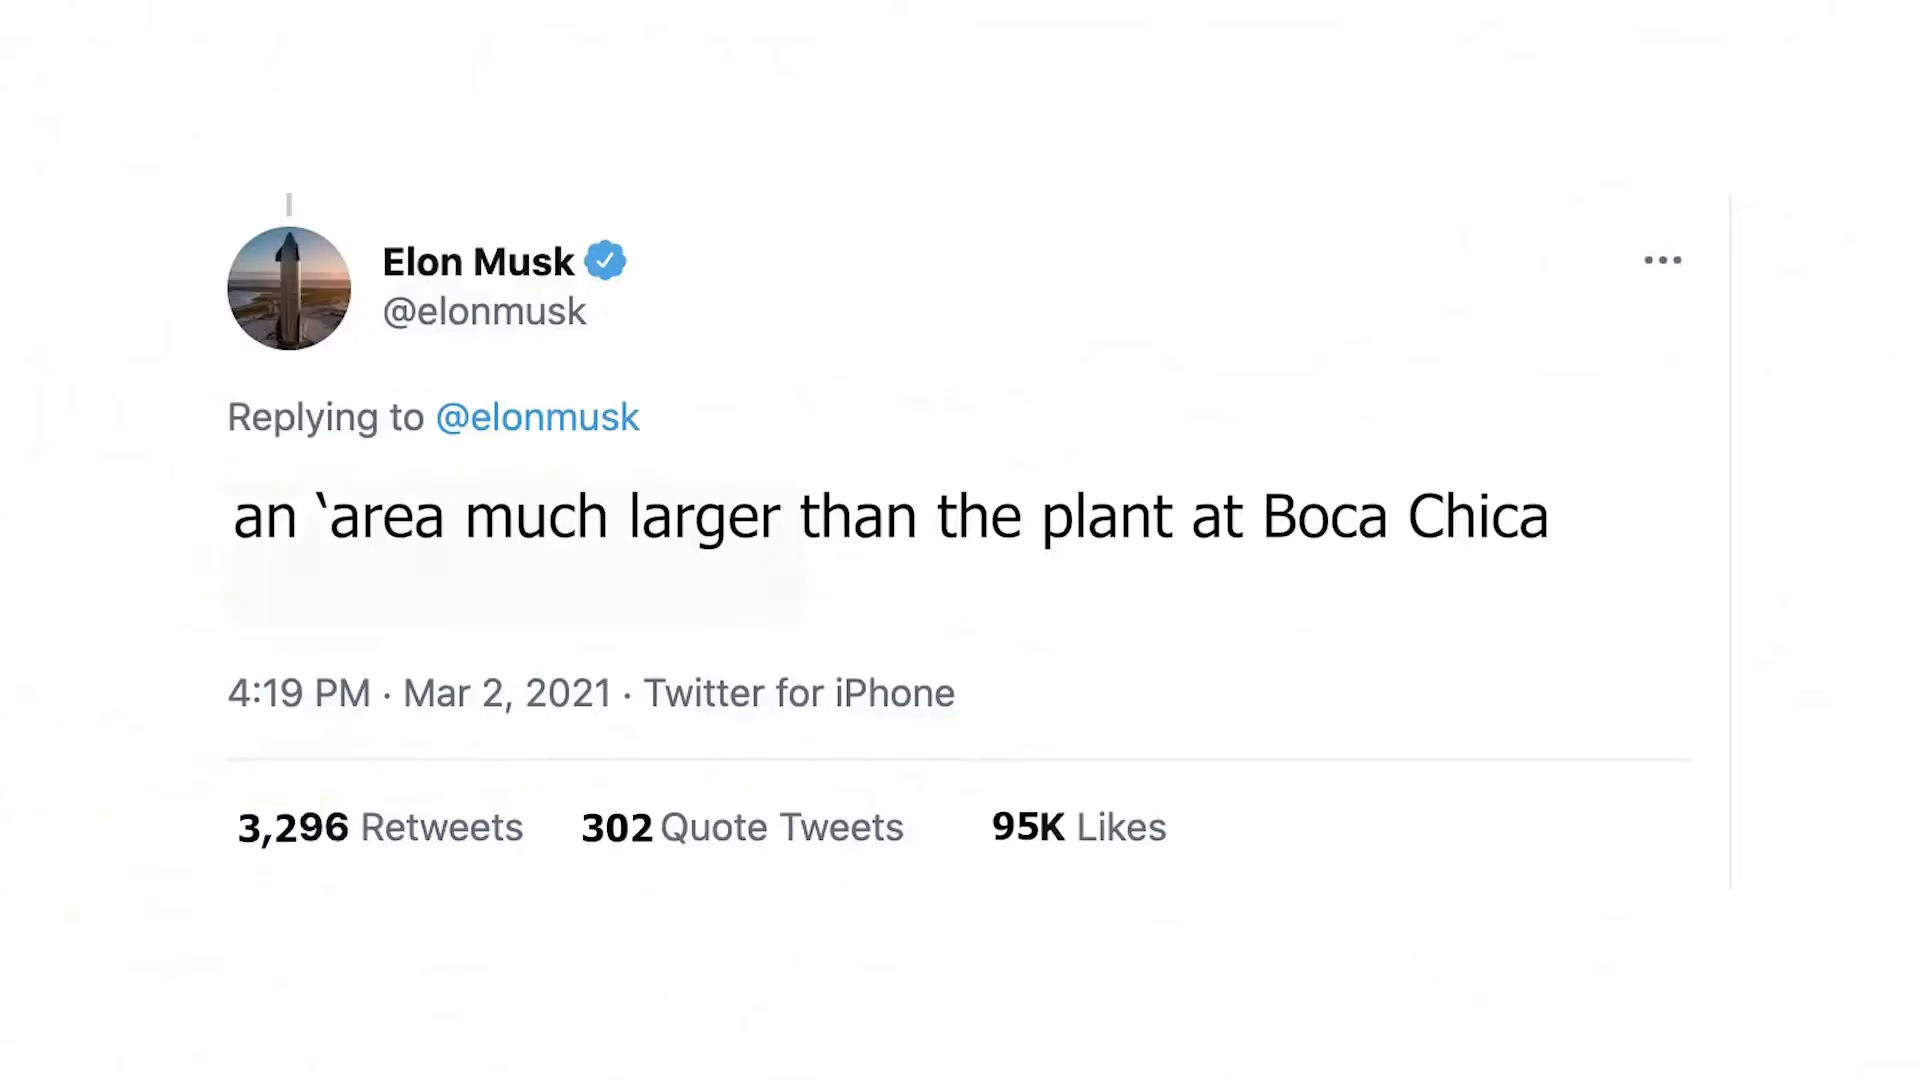 Elon Musk
@elonmusk
Replying to @elonmusk
an ‵area much larger than the plant at Boca Chica
4:19 PM · Mar 2, 2021 · Twitter for iPhone
3,296 Retweets 302 Quote Tweets 95K Likes